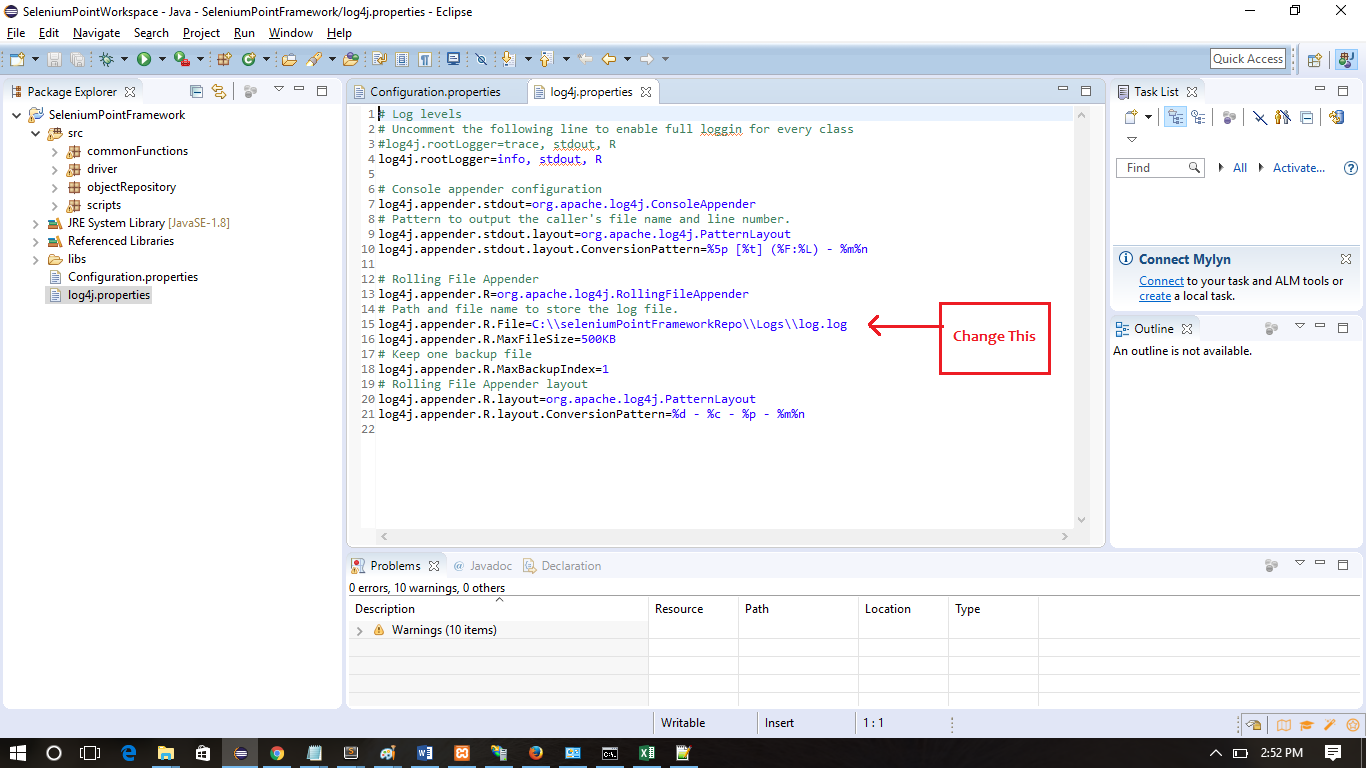 SeleniumPointWorkspace - Java - SeleniumPointFramework/log4j.properties - Eclipse
File Edit Navigate Search Project Run Window Help
Quick Access
Package Explorer
SeleniumPointFramework
src
commonFunctions
driver
objectRepository
scripts
JRE System Library [JavaSE-1.8]
Referenced Libraries
libs
Configuration.properties
log4j.properties
Configuration.properties log4j.properties
1 # Log levels
2 # Uncomment the following line to enable full loggin for every class
3 #log4j.rootLogger=trace, stdout, R
4 log4j.rootLogger=info, stdout, R
5
6 # Console appender configuration
7 log4j.appender.stdout=org.apache.log4j.ConsoleAppender
8 # Pattern to output the caller's file name and line number.
9 log4j.appender.stdout.layout=org.apache.log4j.PatternLayout
10 log4j.appender.stdout.layout.ConversionPattern=%5p [%t] (%F:%L) - %m%n
11
12 # Rolling File Appender
13 log4j.appender.R=org.apache.log4j.RollingFileAppender
14 # Path and file name to store the log file.
15 log4j.appender.R.File=C:\\seleniumPointFrameworkRepo\\Logs\\log.log
16 log4j.appender.R.MaxFileSize=500KB
17 # Keep one backup file
18 log4j.appender.R.MaxBackupIndex=1
19 # Rolling File Appender layout
20 log4j.appender.R.layout=org.apache.log4j.PatternLayout
21 log4j.appender.R.layout.ConversionPattern=%d - %c - %p - %m%n
22
Change This
Task List
Find All Activate...
Connect Mylyn
Connect to your task and ALM tools or
create a local task.
Outline
An outline is not available.
Problems @ Javadoc Declaration
0 errors, 10 warnings, 0 others
Description Resource Path Location Type
Warnings (10 items)
Writable Insert 1 : 1
2:52 PM